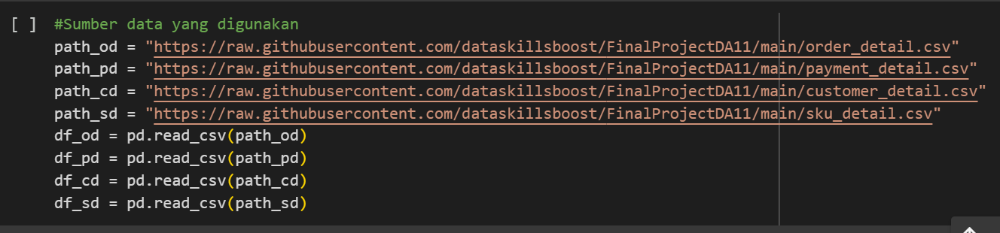 [ ] #Sumber data yang digunakan
path_od = "https://raw.githubusercontent.com/dataskillsboost/FinalProjectDA11/main/order_detail.csv"
path_pd = "https://raw.githubusercontent.com/dataskillsboost/FinalProjectDA11/main/payment_detail.csv"
path_cd = "https://raw.githubusercontent.com/dataskillsboost/FinalProjectDA11/main/customer_detail.csv"
path_sd = "https://raw.githubusercontent.com/dataskillsboost/FinalProjectDA11/main/sku_detail.csv"
df_od = pd.read_csv(path_od)
df_pd = pd.read_csv(path_pd)
df_cd = pd.read_csv(path_cd)
df_sd = pd.read_csv(path_sd)